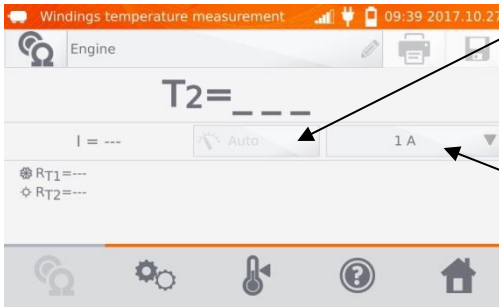 Windings temperature measurement 09:39 2017.10.27
Engine
T2=_ _ _
I = --- Auto 1 A
RT1=---
RT2=---